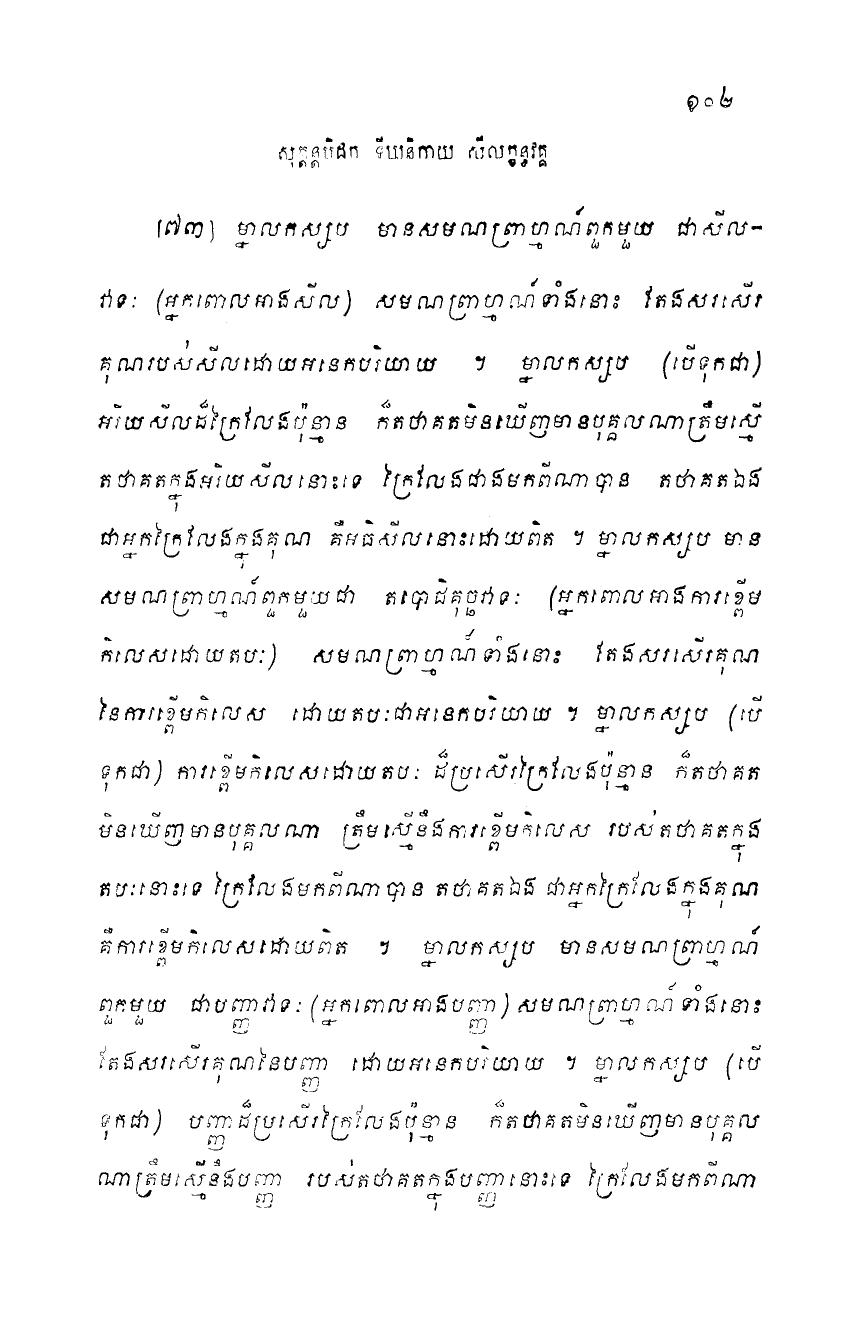 ១០២
សុត្តន្តបិដក ទីឃនិកាយ សីលក្ខន្ធវគ្គ
[៧៣] ម្នាលកស្សប មានសមណព្រាហ្មណ៍ពួកមួយ ជាសីល-
វាទៈ (អ្នកពោលអាងសីល) សមណព្រាហ្មណ៍ទាំងនោះ តែងសរសើរ
គុណរបស់សីលដោយអនេកបរិយាយ ។ ម្នាលកស្សប (បើទុកជា)
អរិយសីលដ៏ក្រៃលែងប៉ុន្មាន ក៏តថាគតមិនឃើញមានបុគ្គលណាត្រឹមស្មើ
តថាគតក្នុងអរិយសីលនោះទេ ក្រៃលែងជាងមកពីណាបាន តថាគតឯង
ជាអ្នកក្រៃលែងក្នុងគុណ គឺអធិសីលនោះដោយពិត ។ ម្នាលកស្សប មាន
សមណព្រាហ្មណ៍ពួកមួយជា តបោជិគុច្ឆវាទៈ (អ្នកពោលអាងការខ្ពើម
កិលេសដោយតបៈ) សមណព្រាហ្មណ៍ទាំងនោះ តែងសរសើរគុណ
នៃការខ្ពើមកិលេស ដោយតបៈជាអនេកបរិយាយ ។ ម្នាលកស្សប (បើ
ទុកជា) ការខ្ពើមកិលេសដោយតបៈ ដ៏ប្រសើរក្រៃលែងប៉ុន្មាន ក៏តថាគត
មិនឃើញមានបុគ្គលណា ត្រឹមស្មើនឹងការខ្ពើមកិលេស របស់តថាគតក្នុង
តបៈនោះទេ ក្រៃលែងមកពីណាបាន តថាគតឯង ជាអ្នកក្រៃលែងក្នុងគុណ
គឺការខ្ពើមកិលេសដោយពិត ។ ម្នាលកស្សប មានសមណព្រាហ្មណ៍
ពួកមួយ ជាបញ្ញាវាទៈ (អ្នកពោលអាងបញ្ញា) សមណព្រាហ្មណ៍ទាំងនោះ
តែងសរសើរគុណនៃបញ្ញា ដោយអនេកបរិយាយ ។ ម្នាលកស្សប (បើ
ទុកជា) បញ្ញាដ៏ប្រសើរក្រៃលែងប៉ុន្មាន ក៏តថាគតមិនឃើញមានបុគ្គល
ណាត្រឹមស្មើនឹងបញ្ញា របស់តថាគតក្នុងបញ្ញានោះទេ ក្រៃលែងមកពីណា